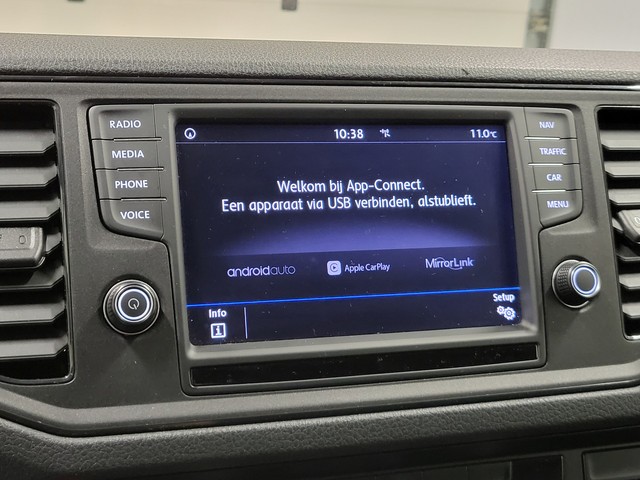 RADIO
MEDIA
PHONE
VOICE
10:38
11.0°C
Welkom bij App-Connect.
Een apparaat via USB verbinden, alstublieft.
androidauto
Apple CarPlay
MirrorLink
Info
Setup
NAV
TRAFFIC
CAR
MENU